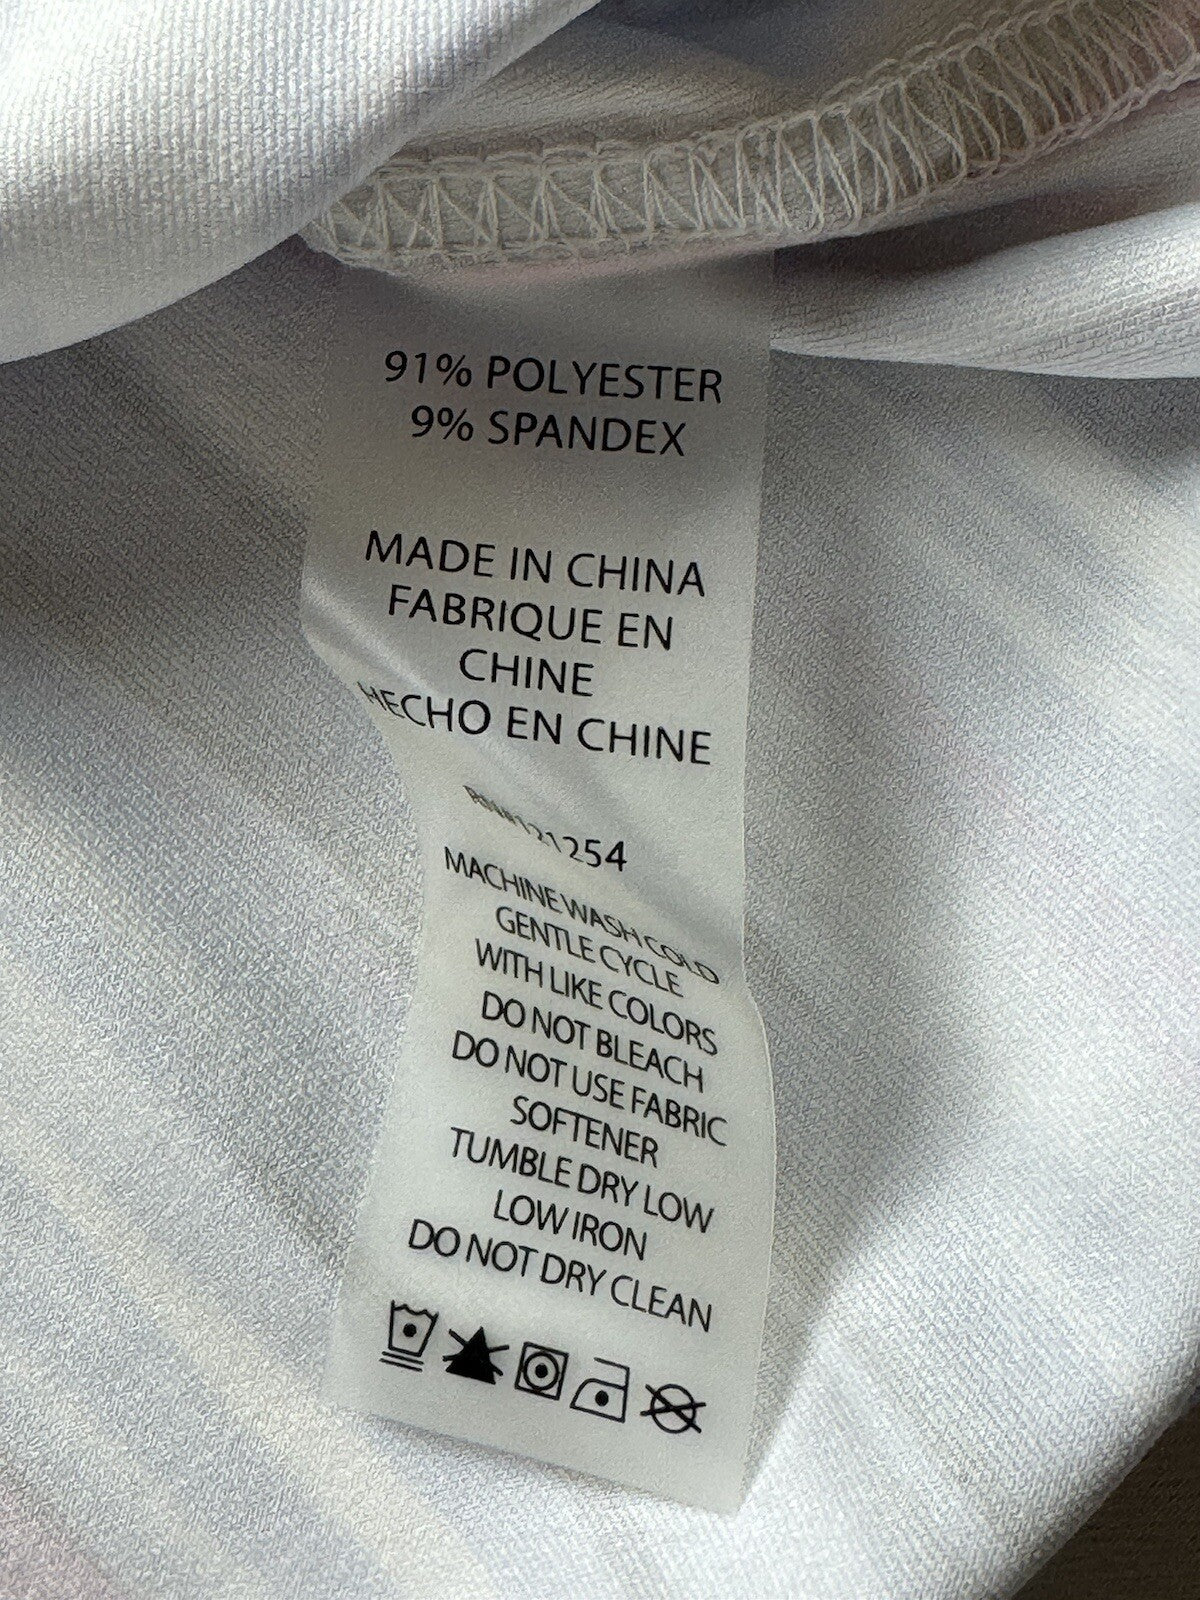 91% POLYESTER
9% SPANDEX
MADE IN CHINA
FABRIQUE EN
CHINE
HECHO EN CHINE
RN#121254
MACHINE WASH COLD
GENTLE CYCLE
WITH LIKE COLORS
DO NOT BLEACH
DO NOT USE FABRIC
SOFTENER
TUMBLE DRY LOW
LOW IRON
DO NOT DRY CLEAN